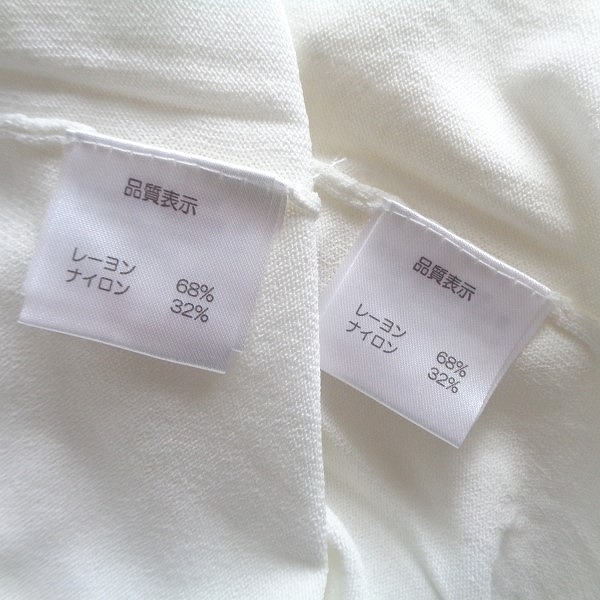 品質表示
レーヨン 68%
ナイロン 32%
品質表示
レーヨン 68%
ナイロン 32%